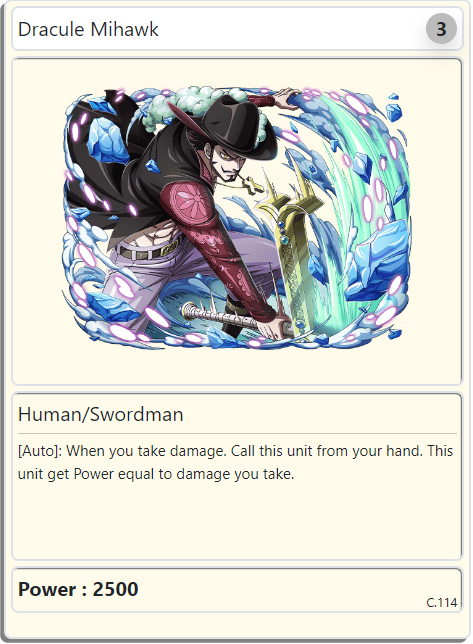 Dracule Mihawk
3
Human/Swordman
[Auto]: When you take damage. Call this unit from your hand. This
unit get Power equal to damage you take.
Power : 2500
C.114